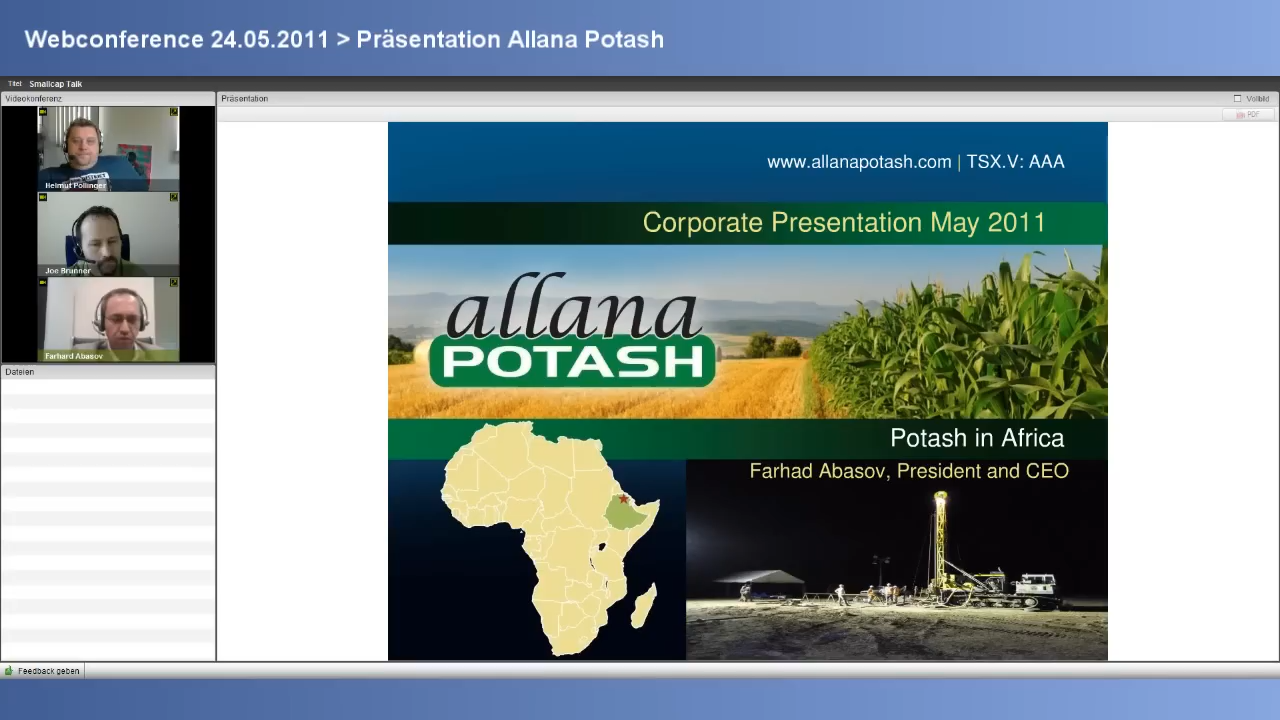 Webconference 24.05.2011 > Präsentation Allana Potash
Titel Smallcap Talk
Videokonferenz
Präsentation
Vollbild
PDF
Helmut Pollinger
Joe Brunner
Farhard Abasov
Dateien
www.allanapotash.com | TSX.V: AAA
Corporate Presentation May 2011
allana
POTASH
Potash in Africa
Farhad Abasov, President and CEO
Feedback geben